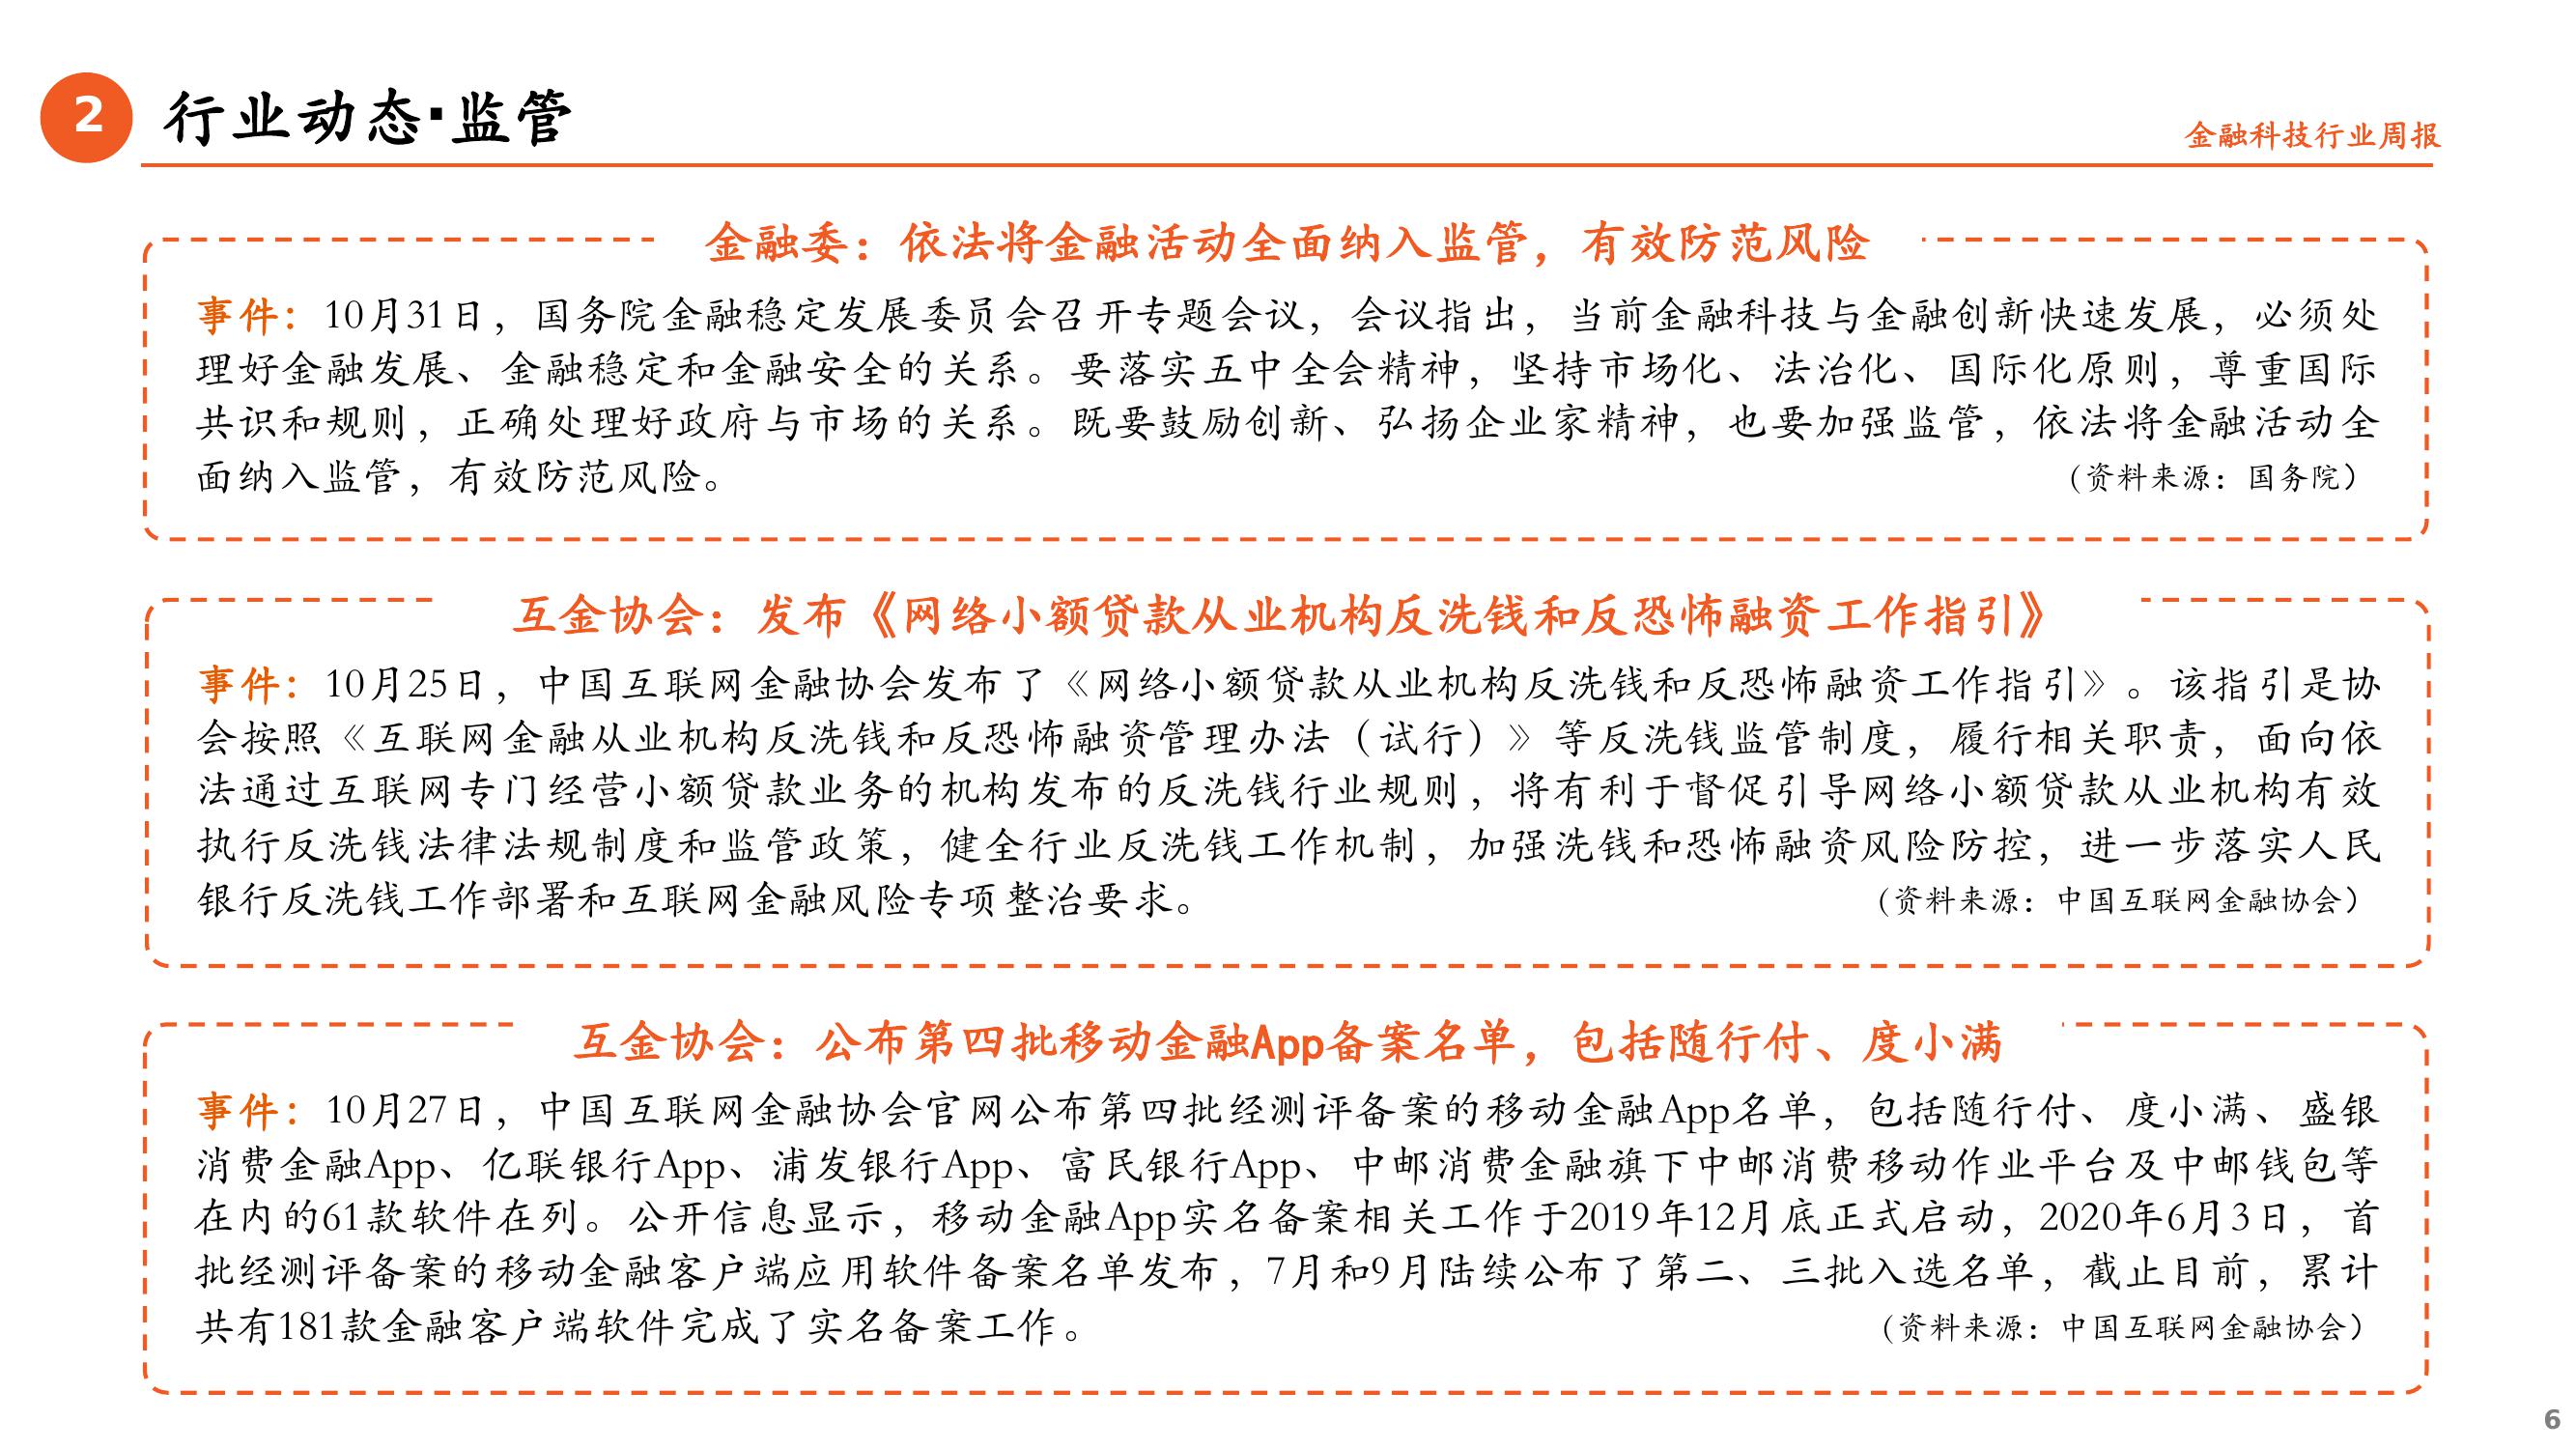 2
行业动态·监管
金融科技行业周报
金融委：依法将金融活动全面纳入监管，有效防范风险
事件：10月31日，国务院金融稳定发展委员会召开专题会议，会议指出，当前金融科技与金融创新快速发展，必须处
理好金融发展、金融稳定和金融安全的关系。要落实五中全会精神，坚持市场化、法治化、国际化原则，尊重国际
共识和规则，正确处理好政府与市场的关系。既要鼓励创新、弘扬企业家精神，也要加强监管，依法将金融活动全
面纳入监管，有效防范风险。
（资料来源：国务院）
互金协会：发布《网络小额贷款从业机构反洗钱和反恐怖融资工作指引》
事件：10月25日，中国互联网金融协会发布了《网络小额贷款从业机构反洗钱和反恐怖融资工作指引》。该指引是协
会按照《互联网金融从业机构反洗钱和反恐怖融资管理办法（试行）》等反洗钱监管制度，履行相关职责，面向依
法通过互联网专门经营小额贷款业务的机构发布的反洗钱行业规则，将有利于督促引导网络小额贷款从业机构有效
执行反洗钱法律法规制度和监管政策，健全行业反洗钱工作机制，加强洗钱和恐怖融资风险防控，进一步落实人民
银行反洗钱工作部署和互联网金融风险专项整治要求。
（资料来源：中国互联网金融协会）
互金协会：公布第四批移动金融App备案名单，包括随行付、度小满
事件：10月27日，中国互联网金融协会官网公布第四批经测评备案的移动金融App名单，包括随行付、度小满、盛银
消费金融App、亿联银行App、浦发银行App、富民银行App、中邮消费金融旗下中邮消费移动作业平台及中邮钱包等
在内的61款软件在列。公开信息显示，移动金融App实名备案相关工作于2019年12月底正式启动，2020年6月3日，首
批经测评备案的移动金融客户端应用软件备案名单发布，7月和9月陆续公布了第二、三批入选名单，截止目前，累计
共有181款金融客户端软件完成了实名备案工作。
（资料来源：中国互联网金融协会）
6